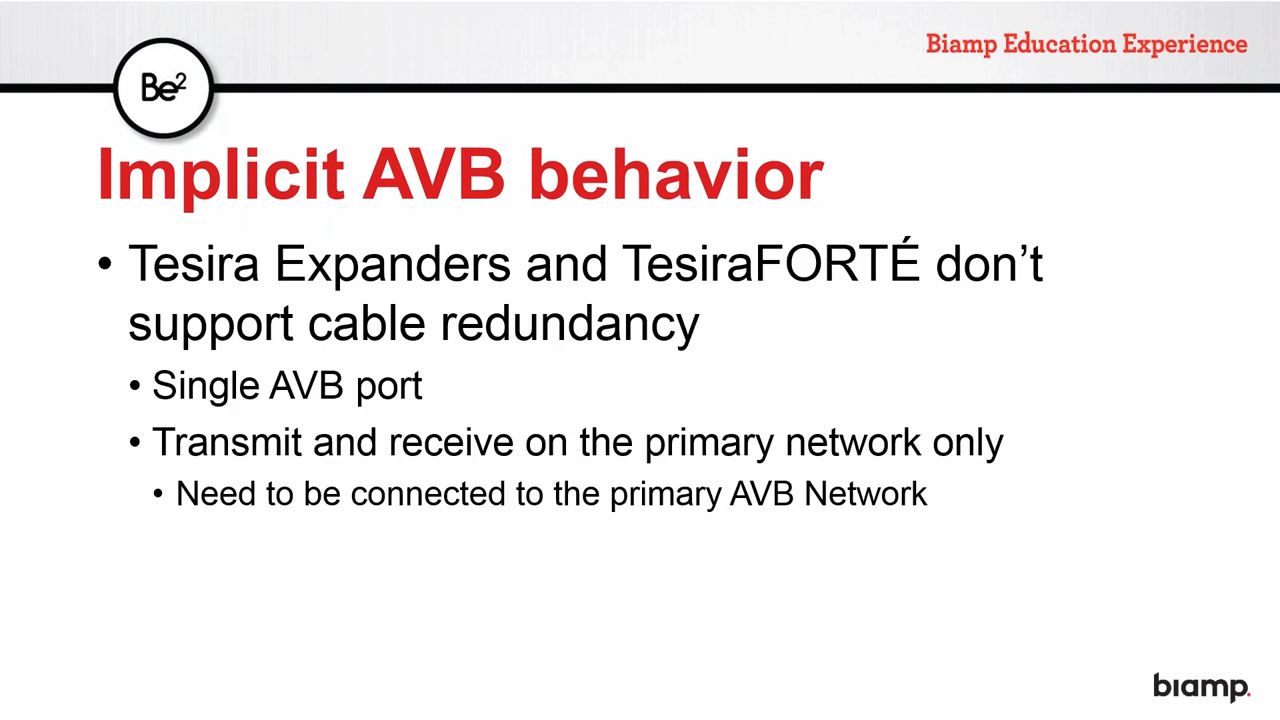 Biamp Education Experience
Be²
Implicit AVB behavior
• Tesira Expanders and TesiraFORTÉ don’t
support cable redundancy
• Single AVB port
• Transmit and receive on the primary network only
• Need to be connected to the primary AVB Network
biamp.